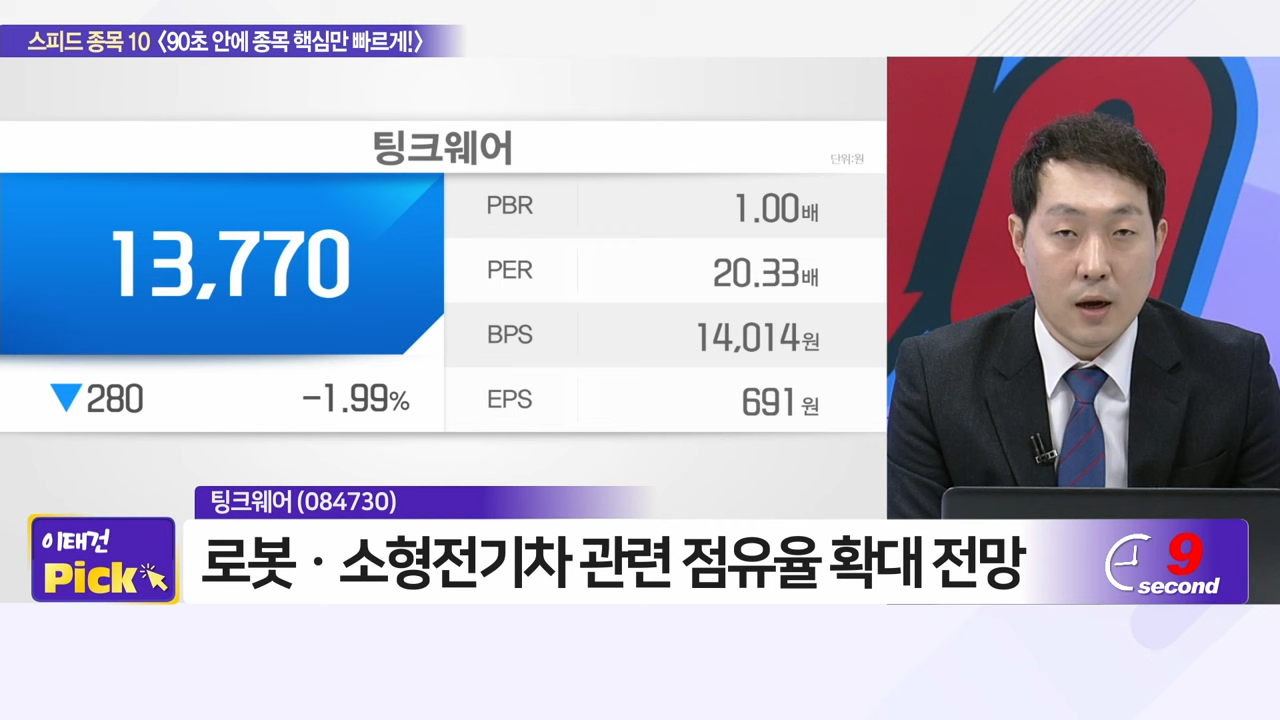 스피드 종목 10 〈90초 안에 종목 핵심만 빠르게!〉
팅크웨어
단위:원
13,770
▼280 -1.99%
PBR 1.00배
PER 20.33배
BPS 14,014원
EPS 691원
팅크웨어 (084730)
이태건
Pick
로봇·소형전기차 관련 점유율 확대 전망
9
second